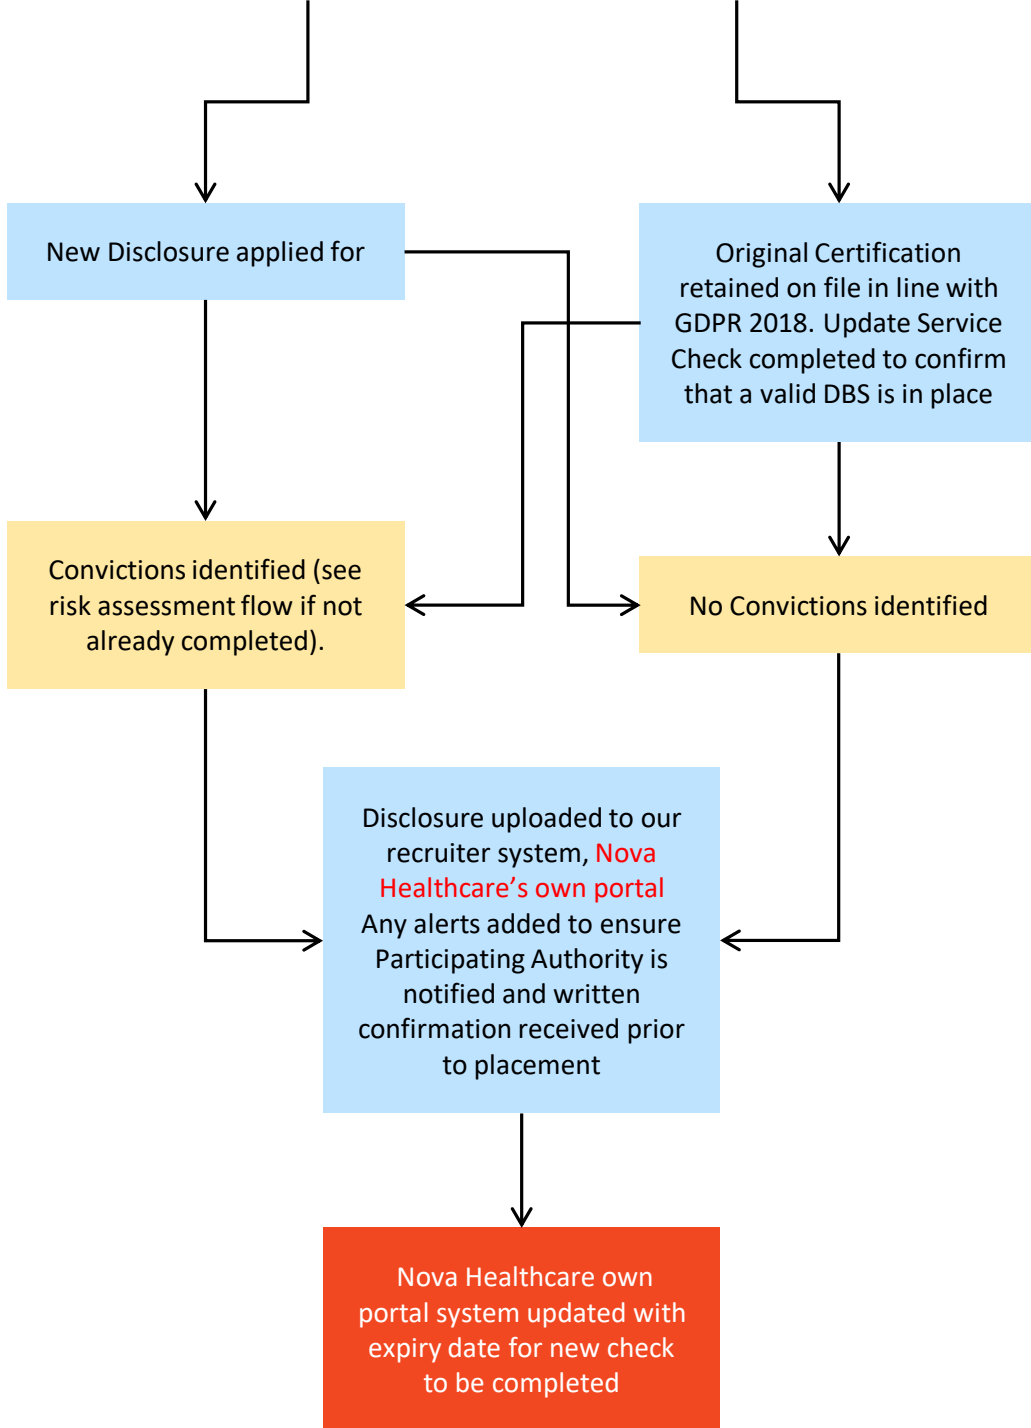 New Disclosure applied for
Original Certification
retained on file in line with
GDPR 2018. Update Service
Check completed to confirm
that a valid DBS is in place
Convictions identified (see
risk assessment flow if not
already completed).
No Convictions identified
Disclosure uploaded to our
recruiter system, Nova
Healthcare’s own portal
Any alerts added to ensure
Participating Authority is
notified and written
confirmation received prior
to placement
Nova Healthcare own
portal system updated with
expiry date for new check
to be completed